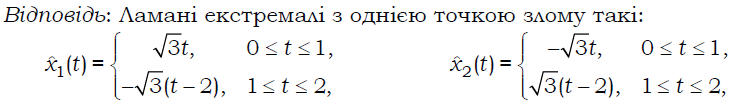 Відповідь: Ламані екстремалі з однією точкою злому такі:
x̂₁(t) = { √3t, 0 ≤ t ≤ 1, −√3(t − 2), 1 ≤ t ≤ 2, x̂₂(t) = { −√3t, 0 ≤ t ≤ 1, √3(t − 2), 1 ≤ t ≤ 2,